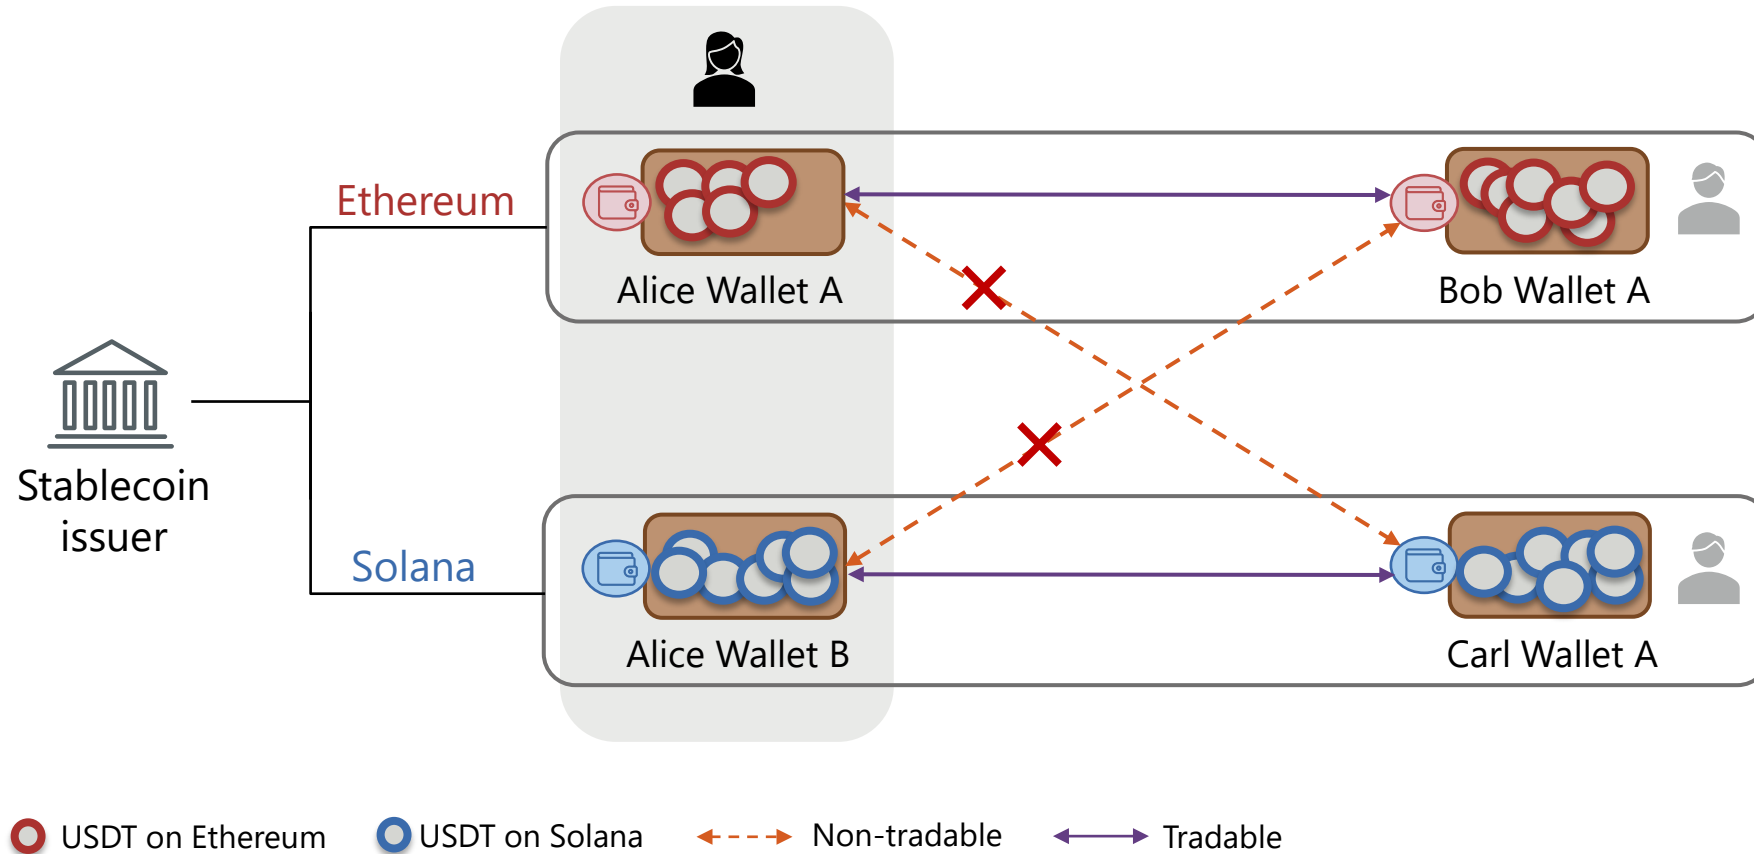 Ethereum
Alice Wallet A
Bob Wallet A
Stablecoin
issuer
Solana
Alice Wallet B
Carl Wallet A
USDT on Ethereum
USDT on Solana
Non-tradable
Tradable